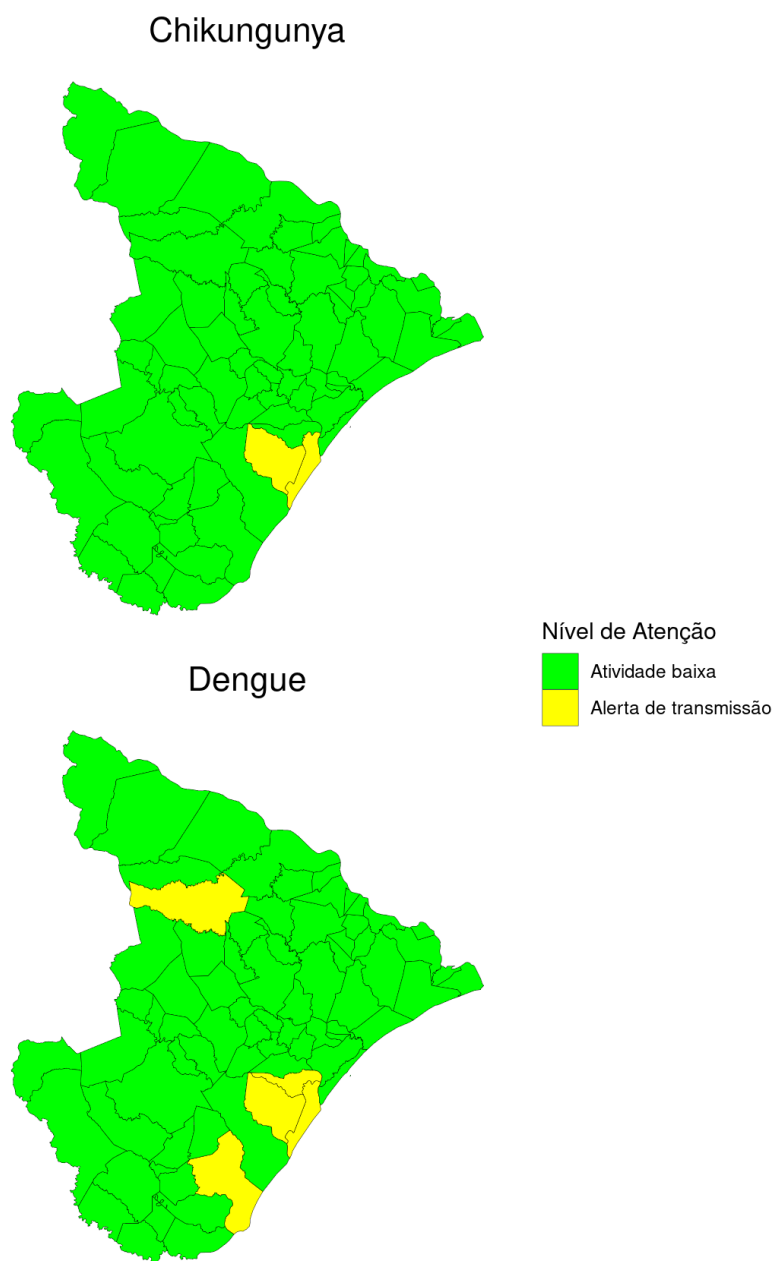 Chikungunya
Nível de Atenção
Atividade baixa
Alerta de transmissão
Dengue